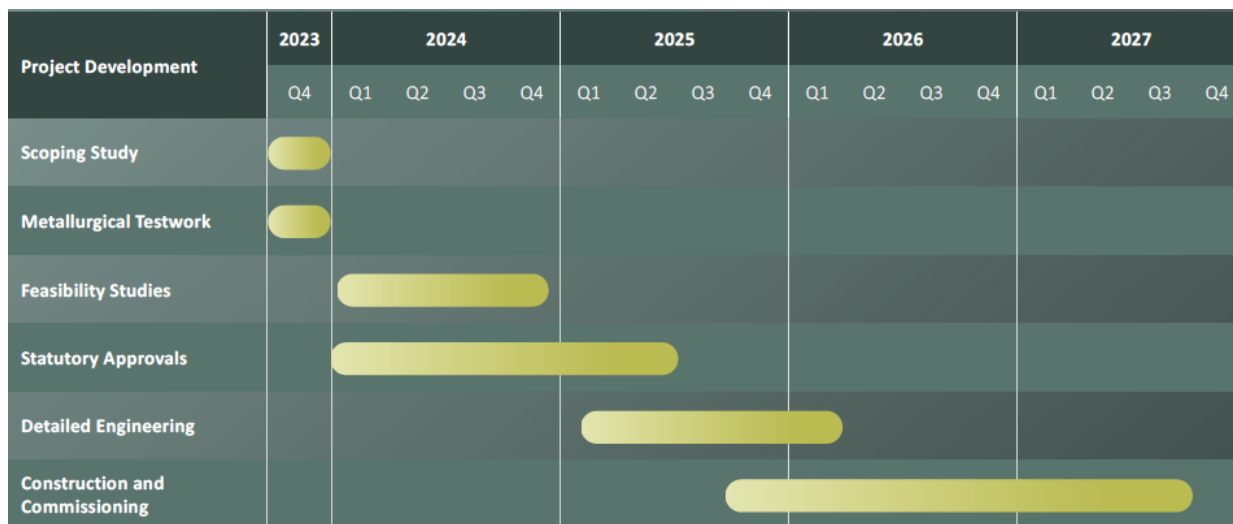 Project Development
2023 2024 2025 2026 2027
Q4 Q1 Q2 Q3 Q4 Q1 Q2 Q3 Q4 Q1 Q2 Q3 Q4 Q1 Q2 Q3 Q4
Scoping Study
Metallurgical Testwork
Feasibility Studies
Statutory Approvals
Detailed Engineering
Construction and
Commissioning